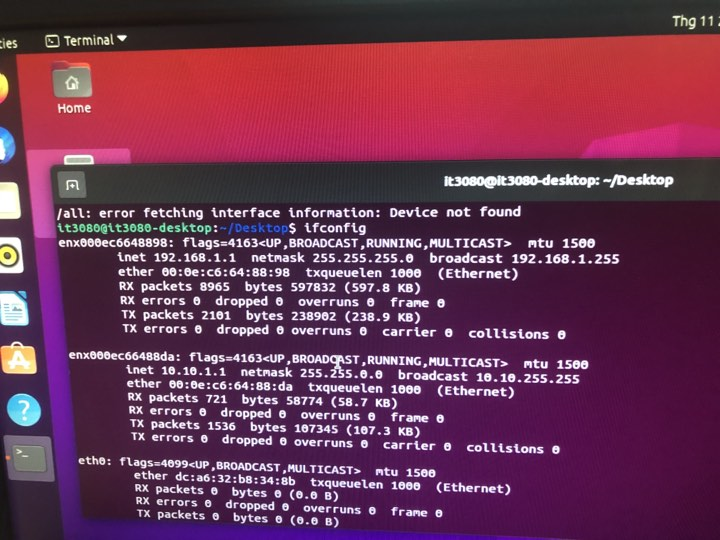 ies
Terminal
Thg 11 2
Home
it3080@it3080-desktop: ~/Desktop
/all: error fetching interface information: Device not found
it3080@it3080-desktop:~/Desktop$ ifconfig
enx000ec6648898: flags=4163<UP,BROADCAST,RUNNING,MULTICAST> mtu 1500
inet 192.168.1.1 netmask 255.255.255.0 broadcast 192.168.1.255
ether 00:0e:c6:64:88:98 txqueuelen 1000 (Ethernet)
RX packets 8965 bytes 597832 (597.8 KB)
RX errors 0 dropped 0 overruns 0 frame 0
TX packets 2101 bytes 238902 (238.9 KB)
TX errors 0 dropped 0 overruns 0 carrier 0 collisions 0
enx000ec66488da: flags=4163<UP,BROADCAST,RUNNING,MULTICAST> mtu 1500
inet 10.10.1.1 netmask 255.255.0.0 broadcast 10.10.255.255
ether 00:0e:c6:64:88:da txqueuelen 1000 (Ethernet)
RX packets 721 bytes 58774 (58.7 KB)
RX errors 0 dropped 0 overruns 0 frame 0
TX packets 1536 bytes 107345 (107.3 KB)
TX errors 0 dropped 0 overruns 0 carrier 0 collisions 0
eth0: flags=4099<UP,BROADCAST,MULTICAST> mtu 1500
ether dc:a6:32:b8:34:8b txqueuelen 1000 (Ethernet)
RX packets 0 bytes 0 (0.0 B)
RX errors 0 dropped 0 overruns 0 frame 0
TX packets 0 bytes 0 (0.0 B)